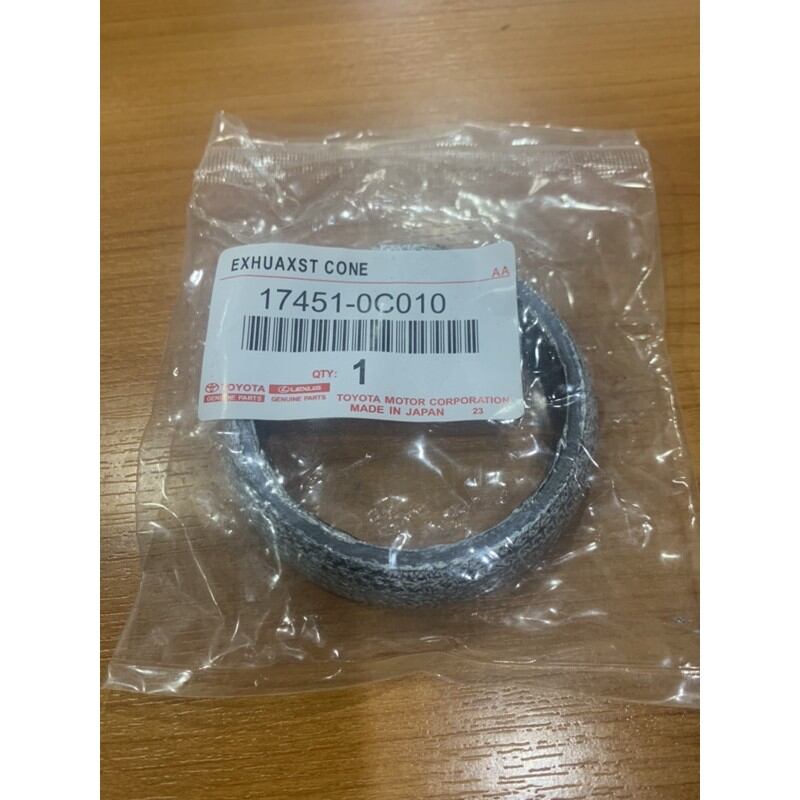 EXHUAXST CONE
AA
17451-0C010
QTY: 1
TOYOTA LEXUS
GENUINE PARTS GENUINE PARTS
TOYOTA MOTOR CORPORATION
MADE IN JAPAN 23